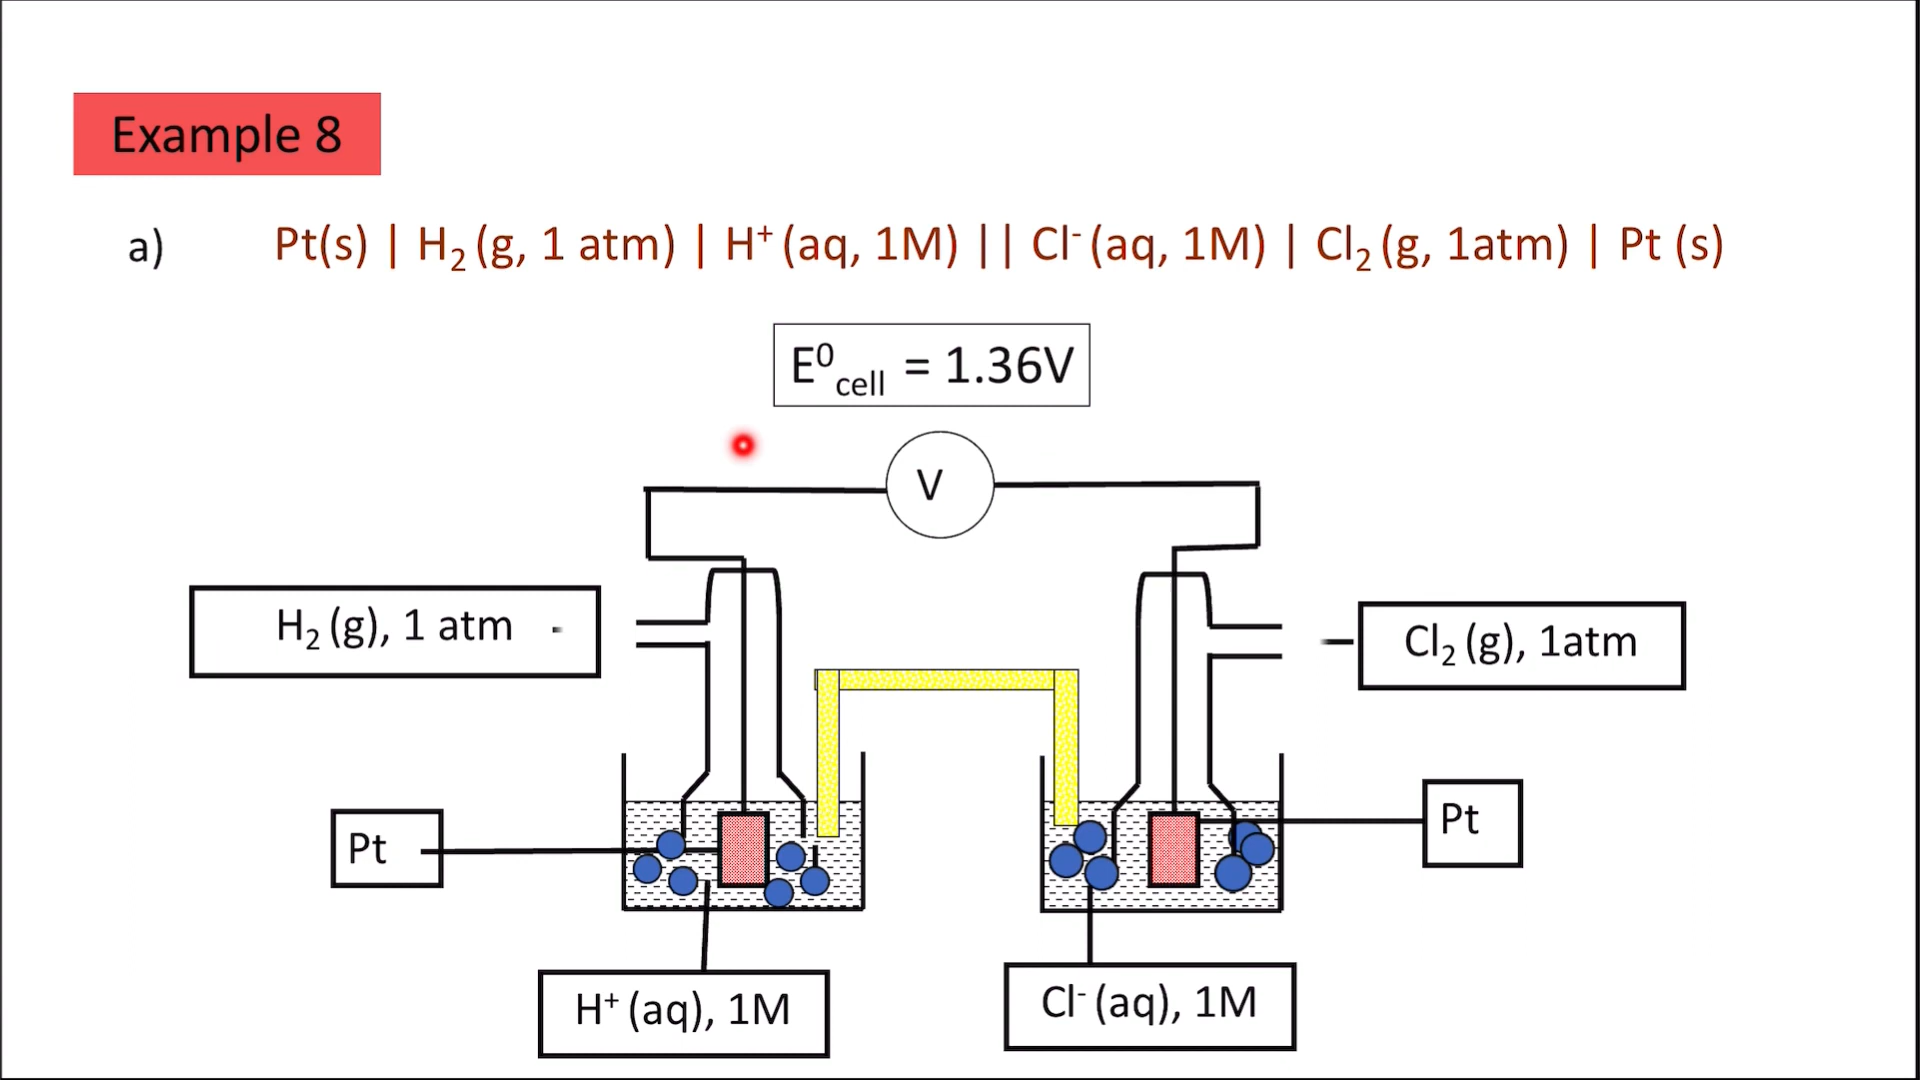 Example 8
a) Pt(s) | H₂ (g, 1 atm) | H⁺ (aq, 1M) || Cl⁻ (aq, 1M) | Cl₂ (g, 1atm) | Pt (s)
E⁰cell = 1.36V
V
H₂ (g), 1 atm
Cl₂ (g), 1atm
Pt
Pt
H⁺ (aq), 1M
Cl⁻ (aq), 1M